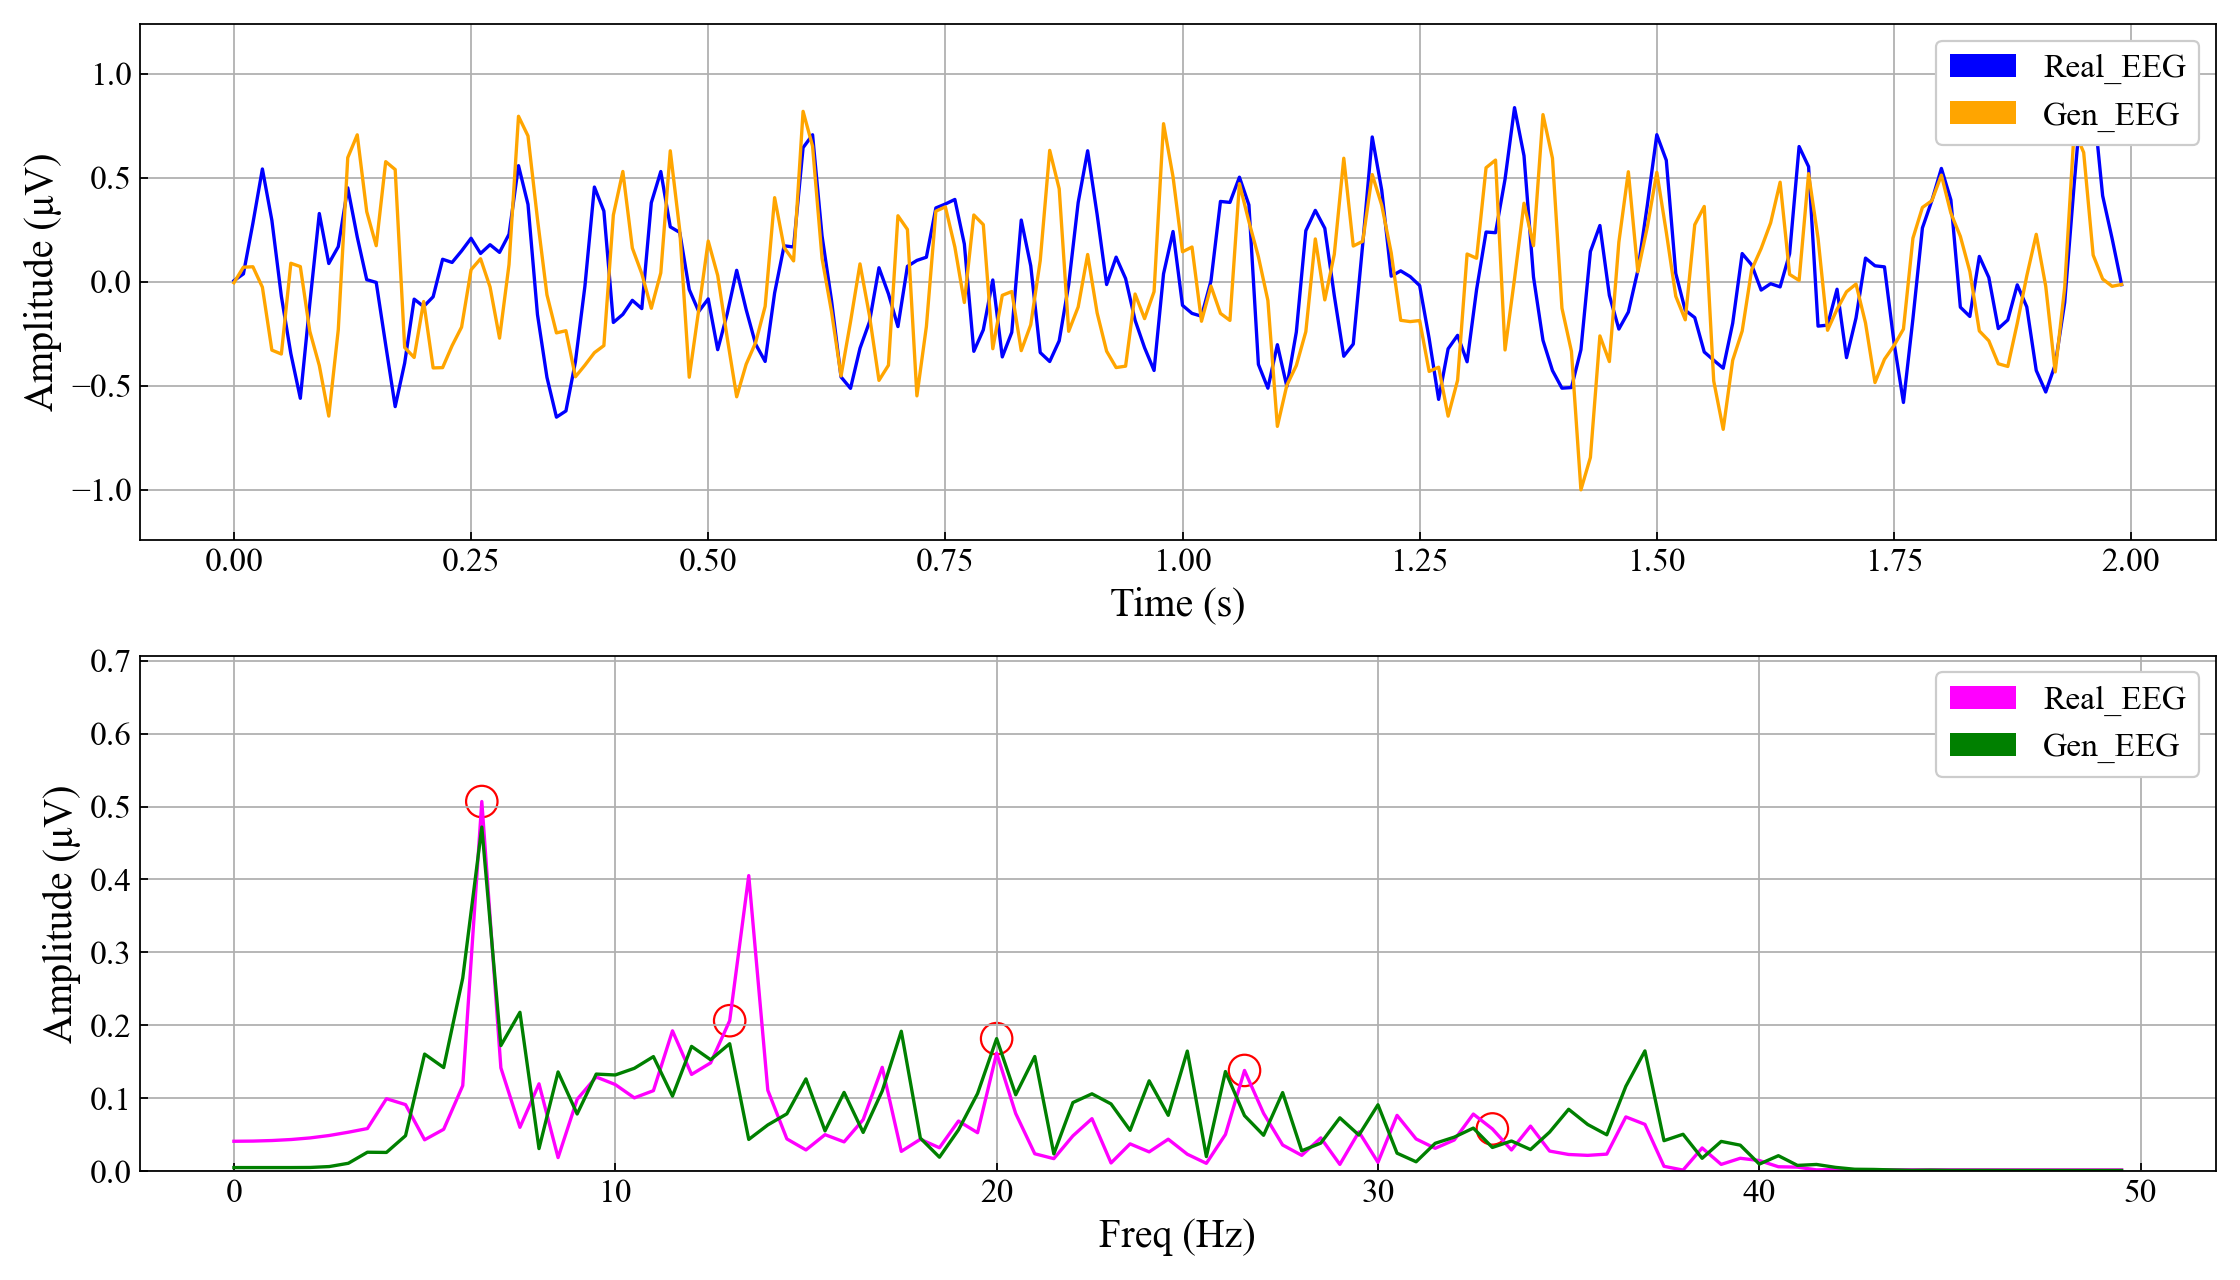 1.0
0.5
0.0
−0.5
−1.0
Amplitude (μV)
Real_EEG
Gen_EEG
0.00 0.25 0.50 0.75 1.00 1.25 1.50 1.75 2.00
Time (s)
0.7
0.6
0.5
0.4
0.3
0.2
0.1
0.0
Amplitude (μV)
Real_EEG
Gen_EEG
0 10 20 30 40 50
Freq (Hz)